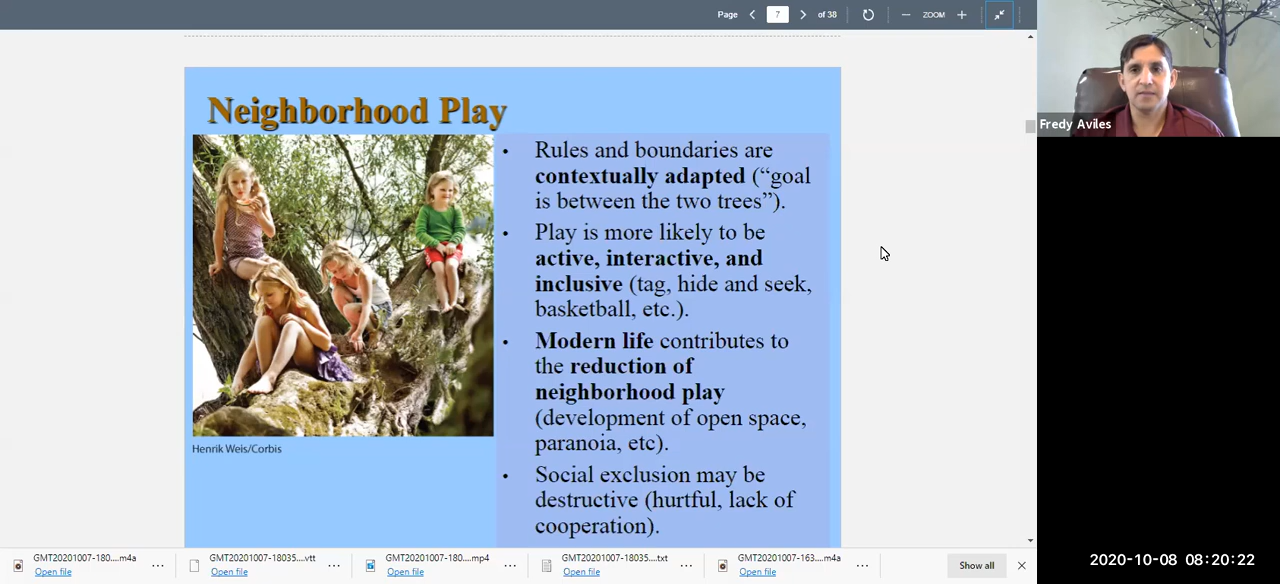 Page 7 of 38 ZOOM
Fredy Aviles
Neighborhood Play
• Rules and boundaries are
contextually adapted (“goal
is between the two trees”).
• Play is more likely to be
active, interactive, and
inclusive (tag, hide and seek,
basketball, etc.).
• Modern life contributes to
the reduction of
neighborhood play
(development of open space,
paranoia, etc).
• Social exclusion may be
destructive (hurtful, lack of
cooperation).
Henrik Weis/Corbis
GMT20201007-180....m4a
Open file
GMT20201007-18035....vtt
Open file
GMT20201007-180....mp4
Open file
GMT20201007-18035....txt
Open file
GMT20201007-163....m4a
Open file
Show all
2020-10-08 08:20:22